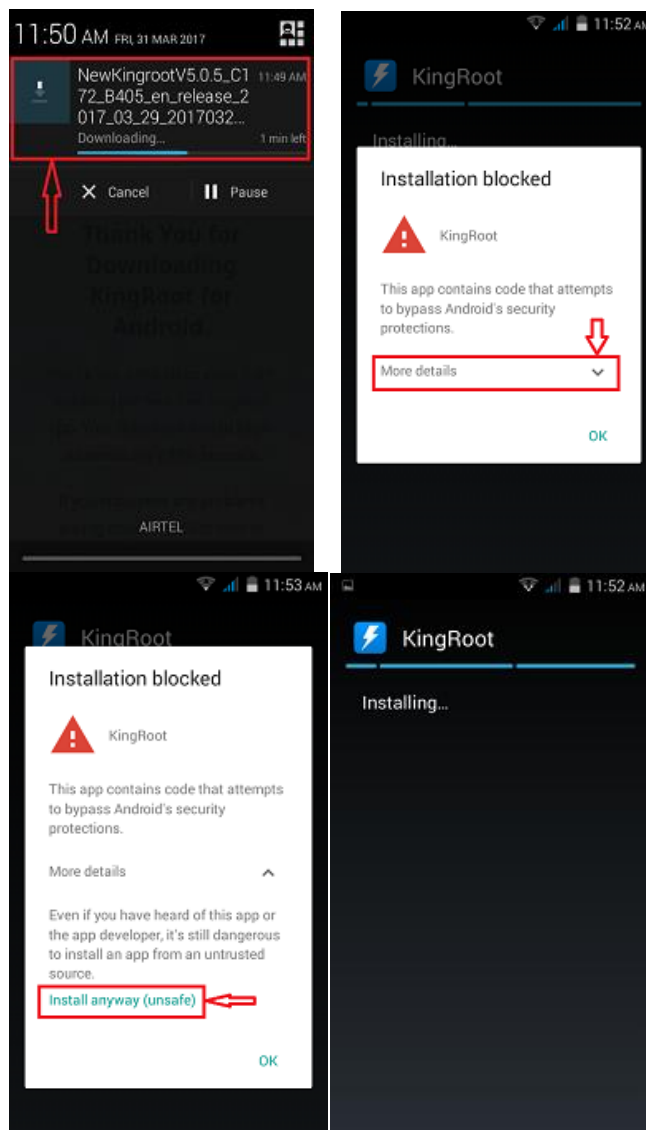 11:50 AM FRI, 31 MAR 2017
NewKingrootV5.0.5_C1 11:49 AM
72_B405_en_release_2
017_03_29_2017032...
Downloading... 1 min left
Cancel Pause
Thank You for
Downloading
KingRoot for
Android.
AIRTEL
11:52 AM
KingRoot
Installing...
Installation blocked
KingRoot
This app contains code that attempts
to bypass Android's security
protections.
More details
OK
11:53 AM
KingRoot
Installation blocked
KingRoot
This app contains code that attempts
to bypass Android's security
protections.
More details
Even if you have heard of this app or
the app developer, it's still dangerous
to install an app from an untrusted
source.
Install anyway (unsafe)
OK
11:52 AM
KingRoot
Installing...